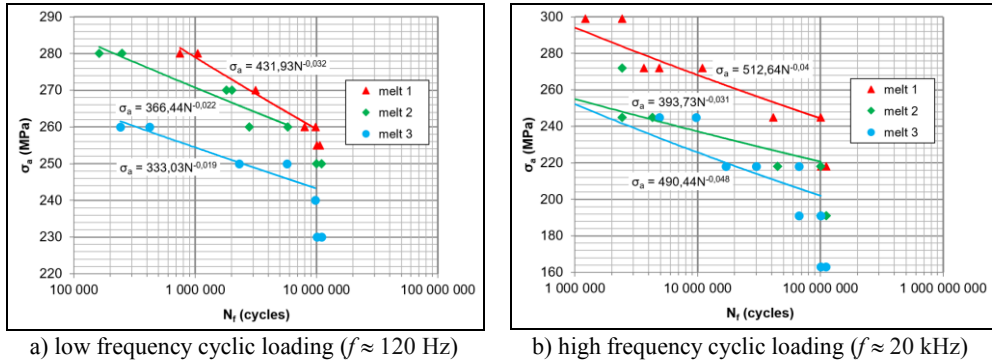 290
280
270
260
250
240
230
220
σa (MPa)
σa = 431,93N-0,032
σa = 366,44N-0,022
σa = 333,03N-0,019
melt 1
melt 2
melt 3
100 000
1 000 000
10 000 000
100 000 000
Nf (cycles)
a) low frequency cyclic loading (f ≈ 120 Hz)
300
280
260
240
220
200
180
160
σa (MPa)
σa = 512,64N-0,04
σa = 393,73N-0,031
σa = 490,44N-0,048
melt 1
melt 2
melt 3
1 000 000
10 000 000
100 000 000
1 000 000 000
Nf (cycles)
b) high frequency cyclic loading (f ≈ 20 kHz)